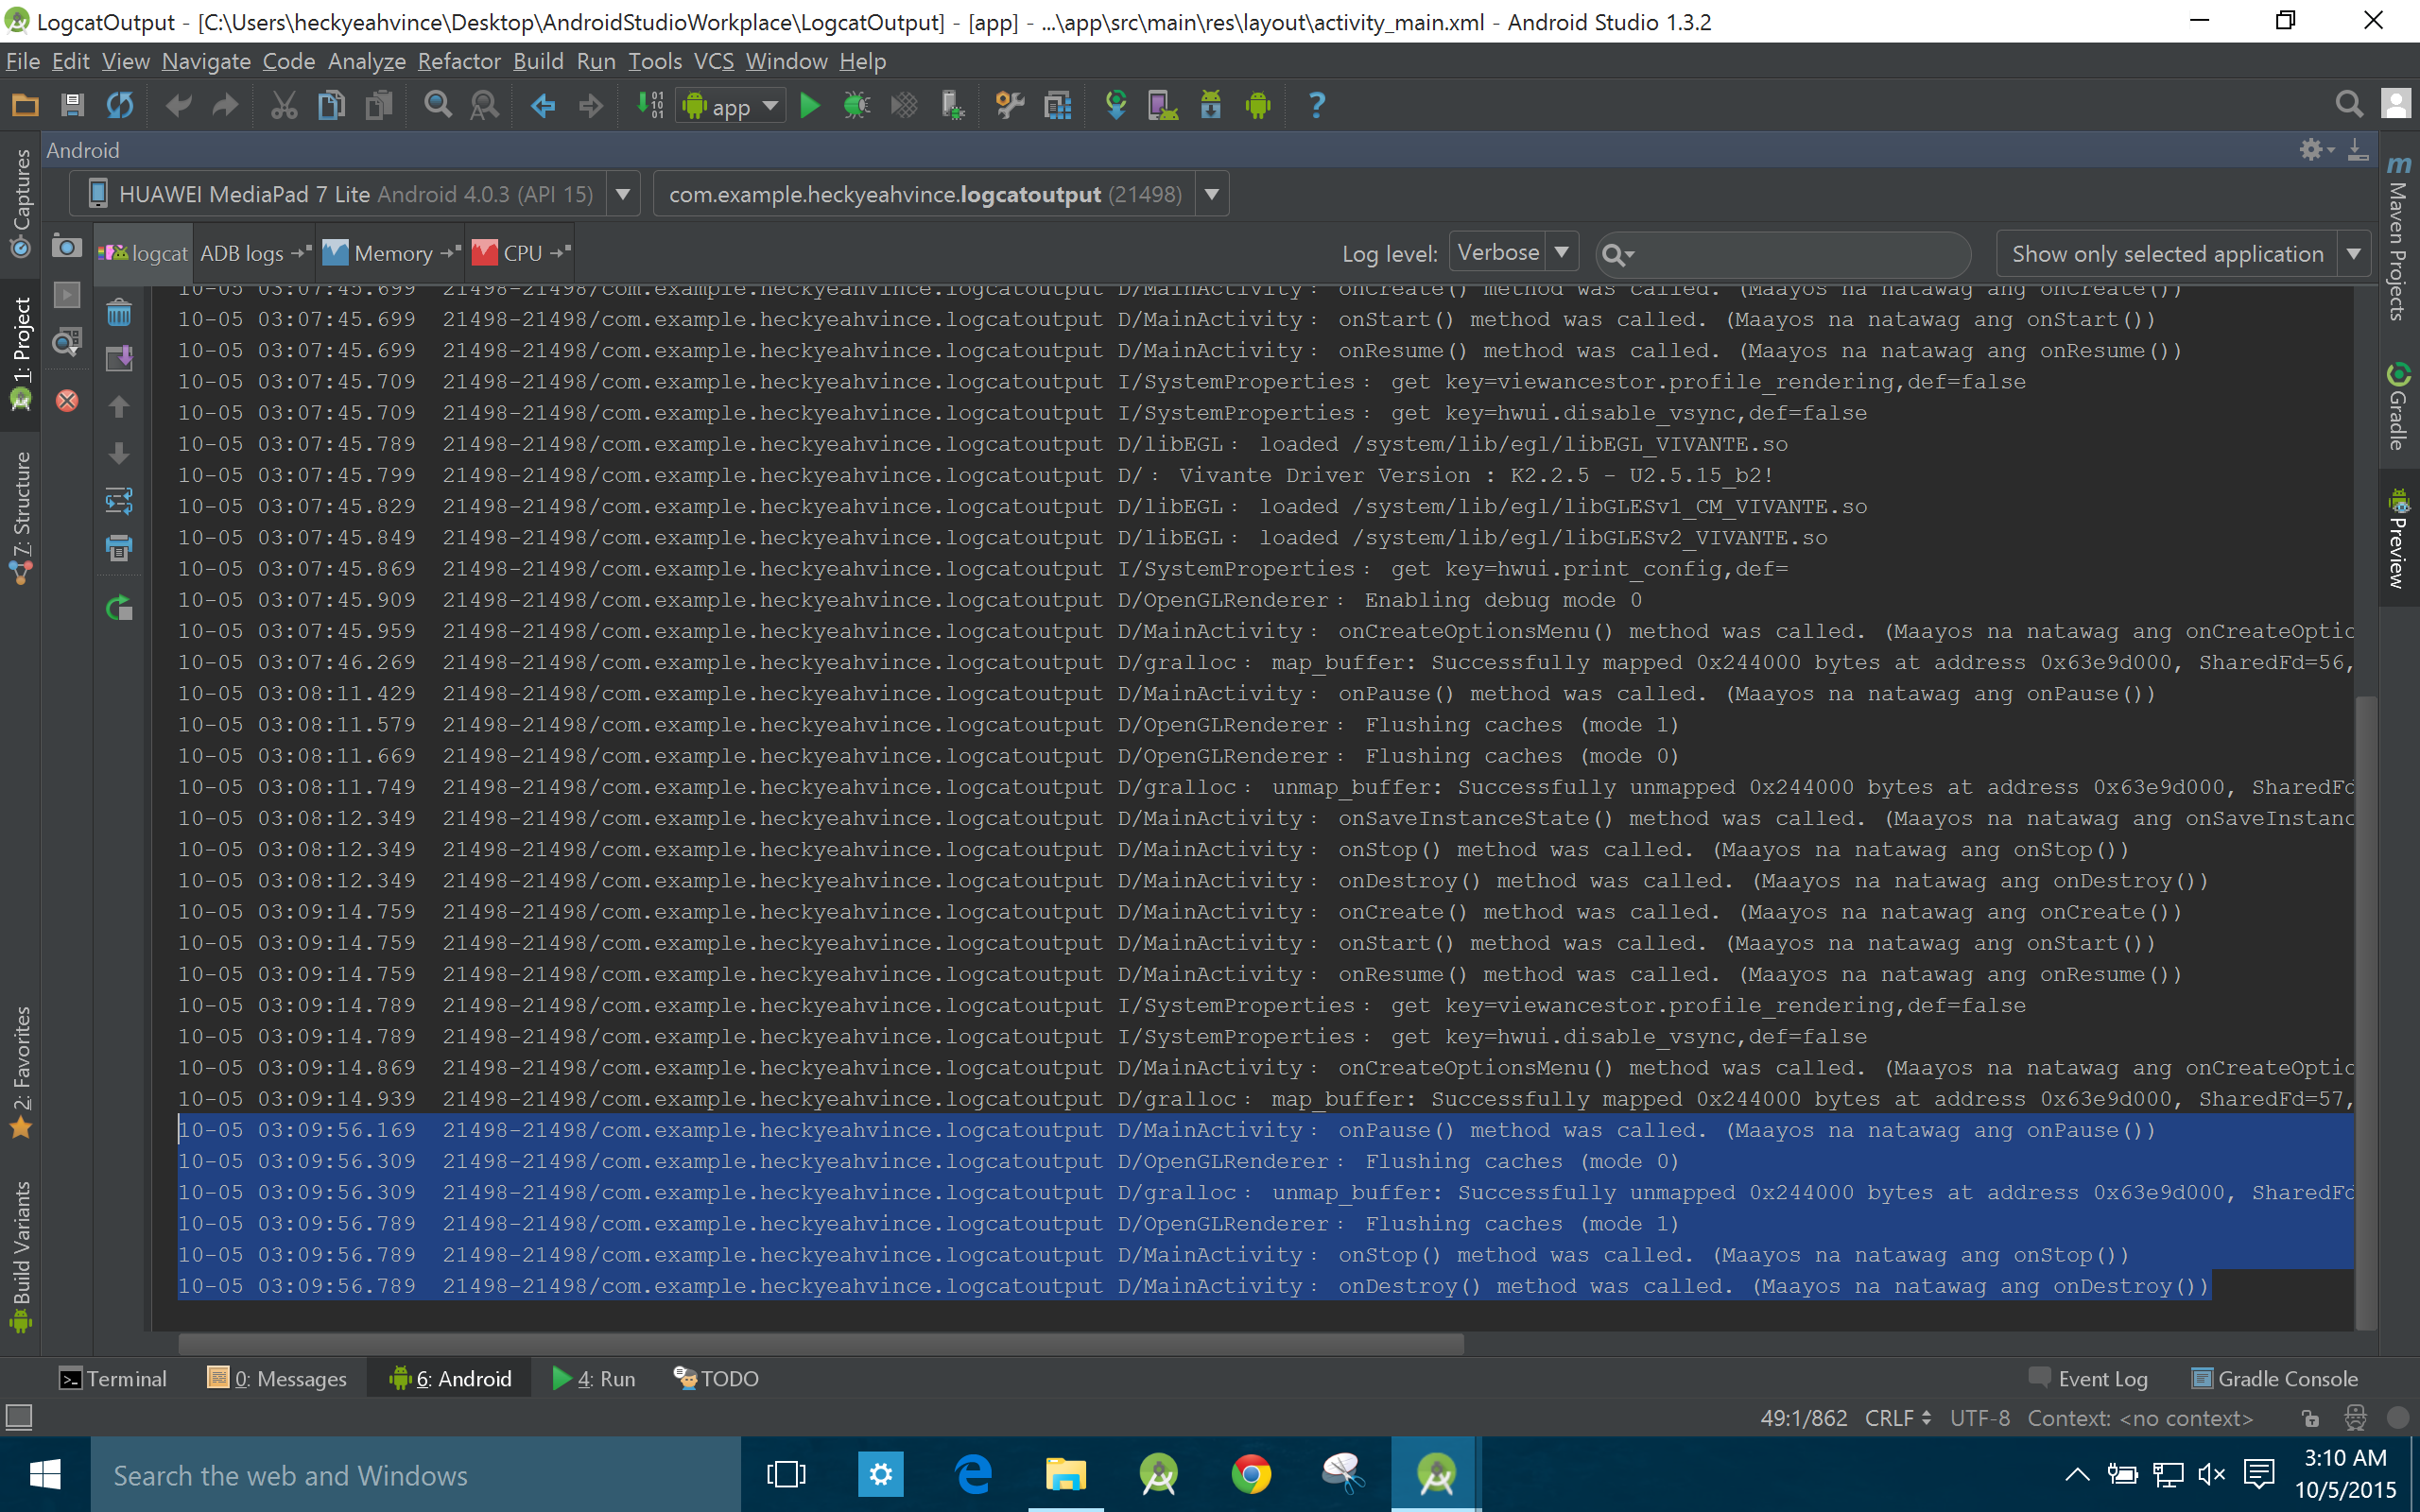 LogcatOutput - [C:\Users\heckyeahvince\Desktop\AndroidStudioWorkplace\LogcatOutput] - [app] - ...\app\src\main\res\layout\activity_main.xml - Android Studio 1.3.2
File Edit View Navigate Code Analyze Refactor Build Run Tools VCS Window Help
app
Android
HUAWEI MediaPad 7 Lite Android 4.0.3 (API 15)
com.example.heckyeahvince.logcatoutput (21498)
logcat ADB logs Memory CPU Log level: Verbose Show only selected application
10-05 03:07:45.699 21498-21498/com.example.heckyeahvince.logcatoutput D/MainActivity: onCreate() method was called. (Maayos na natawag ang onCreate())
10-05 03:07:45.699 21498-21498/com.example.heckyeahvince.logcatoutput D/MainActivity: onStart() method was called. (Maayos na natawag ang onStart())
10-05 03:07:45.699 21498-21498/com.example.heckyeahvince.logcatoutput D/MainActivity: onResume() method was called. (Maayos na natawag ang onResume())
10-05 03:07:45.709 21498-21498/com.example.heckyeahvince.logcatoutput I/SystemProperties: get key=viewancestor.profile_rendering,def=false
10-05 03:07:45.709 21498-21498/com.example.heckyeahvince.logcatoutput I/SystemProperties: get key=hwui.disable_vsync,def=false
10-05 03:07:45.789 21498-21498/com.example.heckyeahvince.logcatoutput D/libEGL: loaded /system/lib/egl/libEGL_VIVANTE.so
10-05 03:07:45.799 21498-21498/com.example.heckyeahvince.logcatoutput D/: Vivante Driver Version : K2.2.5 - U2.5.15_b2!
10-05 03:07:45.829 21498-21498/com.example.heckyeahvince.logcatoutput D/libEGL: loaded /system/lib/egl/libGLESv1_CM_VIVANTE.so
10-05 03:07:45.849 21498-21498/com.example.heckyeahvince.logcatoutput D/libEGL: loaded /system/lib/egl/libGLESv2_VIVANTE.so
10-05 03:07:45.869 21498-21498/com.example.heckyeahvince.logcatoutput I/SystemProperties: get key=hwui.print_config,def=
10-05 03:07:45.909 21498-21498/com.example.heckyeahvince.logcatoutput D/OpenGLRenderer: Enabling debug mode 0
10-05 03:07:45.959 21498-21498/com.example.heckyeahvince.logcatoutput D/MainActivity: onCreateOptionsMenu() method was called. (Maayos na natawag ang onCreateOptic
10-05 03:07:46.269 21498-21498/com.example.heckyeahvince.logcatoutput D/gralloc: map_buffer: Successfully mapped 0x244000 bytes at address 0x63e9d000, SharedFd=56,
10-05 03:08:11.429 21498-21498/com.example.heckyeahvince.logcatoutput D/MainActivity: onPause() method was called. (Maayos na natawag ang onPause())
10-05 03:08:11.579 21498-21498/com.example.heckyeahvince.logcatoutput D/OpenGLRenderer: Flushing caches (mode 1)
10-05 03:08:11.669 21498-21498/com.example.heckyeahvince.logcatoutput D/OpenGLRenderer: Flushing caches (mode 0)
10-05 03:08:11.749 21498-21498/com.example.heckyeahvince.logcatoutput D/gralloc: unmap_buffer: Successfully unmapped 0x244000 bytes at address 0x63e9d000, SharedFd
10-05 03:08:12.349 21498-21498/com.example.heckyeahvince.logcatoutput D/MainActivity: onSaveInstanceState() method was called. (Maayos na natawag ang onSaveInstanc
10-05 03:08:12.349 21498-21498/com.example.heckyeahvince.logcatoutput D/MainActivity: onStop() method was called. (Maayos na natawag ang onStop())
10-05 03:08:12.349 21498-21498/com.example.heckyeahvince.logcatoutput D/MainActivity: onDestroy() method was called. (Maayos na natawag ang onDestroy())
10-05 03:09:14.759 21498-21498/com.example.heckyeahvince.logcatoutput D/MainActivity: onCreate() method was called. (Maayos na natawag ang onCreate())
10-05 03:09:14.759 21498-21498/com.example.heckyeahvince.logcatoutput D/MainActivity: onStart() method was called. (Maayos na natawag ang onStart())
10-05 03:09:14.759 21498-21498/com.example.heckyeahvince.logcatoutput D/MainActivity: onResume() method was called. (Maayos na natawag ang onResume())
10-05 03:09:14.789 21498-21498/com.example.heckyeahvince.logcatoutput I/SystemProperties: get key=viewancestor.profile_rendering,def=false
10-05 03:09:14.789 21498-21498/com.example.heckyeahvince.logcatoutput I/SystemProperties: get key=hwui.disable_vsync,def=false
10-05 03:09:14.869 21498-21498/com.example.heckyeahvince.logcatoutput D/MainActivity: onCreateOptionsMenu() method was called. (Maayos na natawag ang onCreateOptic
10-05 03:09:14.939 21498-21498/com.example.heckyeahvince.logcatoutput D/gralloc: map_buffer: Successfully mapped 0x244000 bytes at address 0x63e9d000, SharedFd=57,
10-05 03:09:56.169 21498-21498/com.example.heckyeahvince.logcatoutput D/MainActivity: onPause() method was called. (Maayos na natawag ang onPause())
10-05 03:09:56.309 21498-21498/com.example.heckyeahvince.logcatoutput D/OpenGLRenderer: Flushing caches (mode 0)
10-05 03:09:56.309 21498-21498/com.example.heckyeahvince.logcatoutput D/gralloc: unmap_buffer: Successfully unmapped 0x244000 bytes at address 0x63e9d000, SharedFd
10-05 03:09:56.789 21498-21498/com.example.heckyeahvince.logcatoutput D/OpenGLRenderer: Flushing caches (mode 1)
10-05 03:09:56.789 21498-21498/com.example.heckyeahvince.logcatoutput D/MainActivity: onStop() method was called. (Maayos na natawag ang onStop())
10-05 03:09:56.789 21498-21498/com.example.heckyeahvince.logcatoutput D/MainActivity: onDestroy() method was called. (Maayos na natawag ang onDestroy())
Captures
1: Project
7: Structure
2: Favorites
Build Variants
Maven Projects
Gradle
Preview
Terminal 0: Messages 6: Android 4: Run TODO Event Log Gradle Console
49:1/862 CRLF UTF-8 Context: <no context>
Search the web and Windows
3:10 AM
10/5/2015